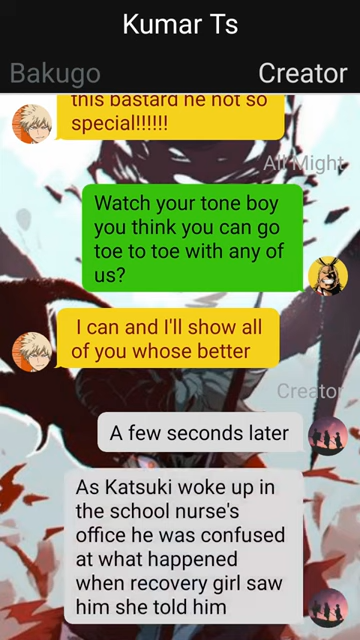 Kumar Ts
Bakugo
Creator
this bastard he not so
special!!!!!!
All Might
Watch your tone boy
you think you can go
toe to toe with any of
us?
I can and I'll show all
of you whose better
Creator
A few seconds later
As Katsuki woke up in
the school nurse's
office he was confused
at what happened
when recovery girl saw
him she told him